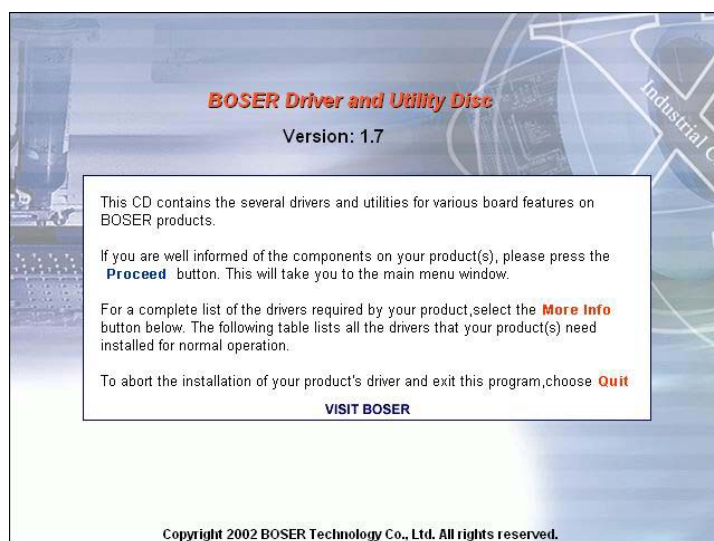 BOSER Driver and Utility Disc
Version: 1.7
Industrial
This CD contains the several drivers and utilities for various board features on
BOSER products.
If you are well informed of the components on your product(s), please press the
Proceed button. This will take you to the main menu window.
For a complete list of the drivers required by your product,select the More Info
button below. The following table lists all the drivers that your product(s) need
installed for normal operation.
To abort the installation of your product's driver and exit this program,choose Quit
VISIT BOSER
Copyright 2002 BOSER Technology Co., Ltd. All rights reserved.